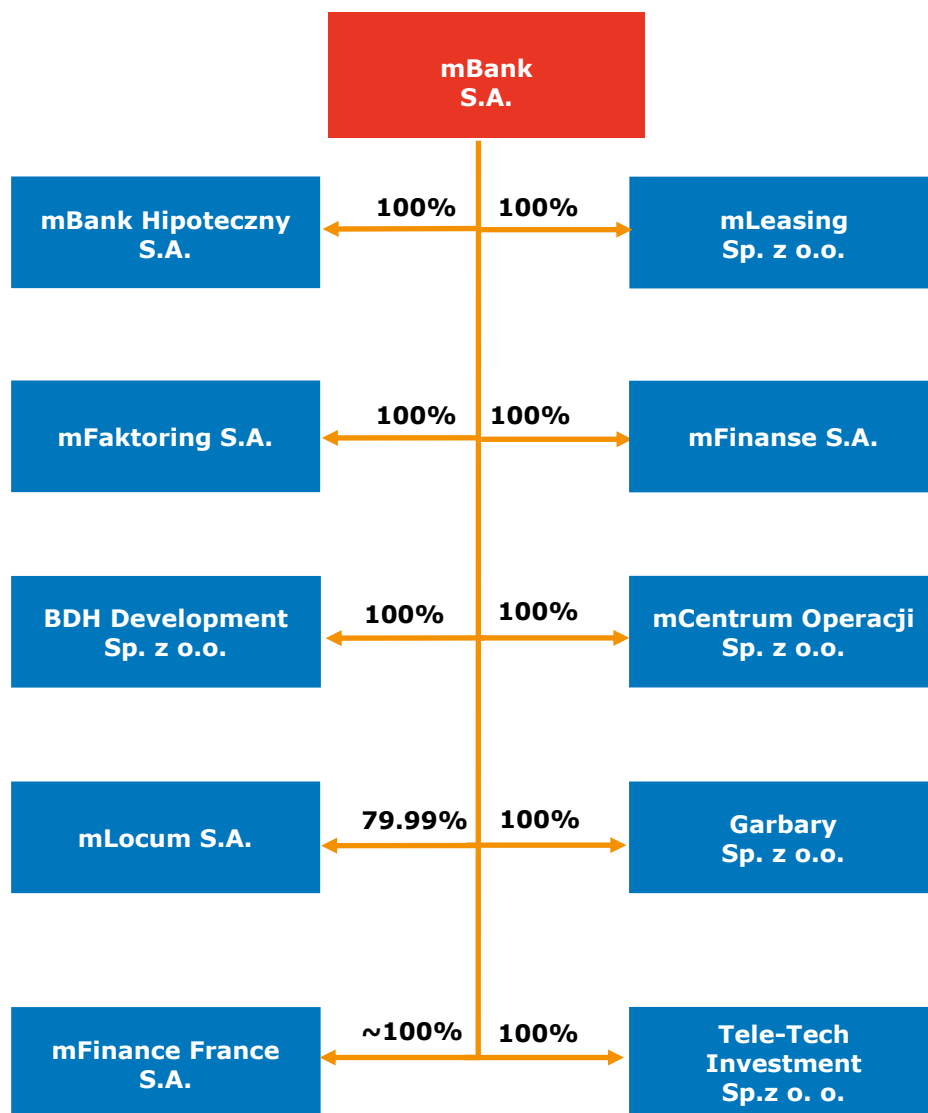 mBank
S.A.
100%
100%
mBank Hipoteczny
S.A.
mLeasing
Sp. z o.o.
100%
100%
mFaktoring S.A.
mFinanse S.A.
100%
100%
BDH Development
Sp. z o.o.
mCentrum Operacji
Sp. z o.o.
79.99%
100%
mLocum S.A.
Garbary
Sp. z o.o.
~100%
100%
mFinance France
S.A.
Tele-Tech
Investment
Sp.z o. o.